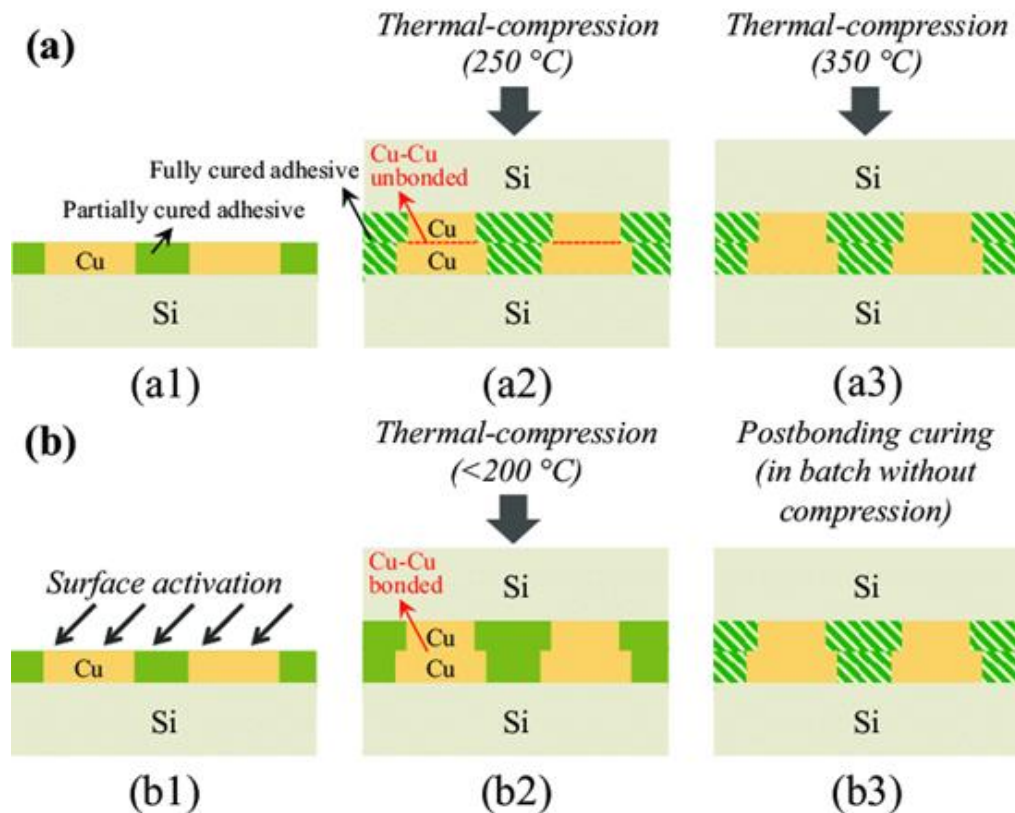 (a)
Thermal-compression
(250 °C)
Thermal-compression
(350 °C)
Fully cured adhesive
Partially cured adhesive
Cu
Si
Cu-Cu
unbonded
Si
Cu
Cu
Si
Si
Si
(a1)
(a2)
(a3)
(b)
Thermal-compression
(<200 °C)
Postbonding curing
(in batch without
compression)
Surface activation
Cu
Si
Cu-Cu
bonded
Si
Cu
Cu
Si
Si
Si
(b1)
(b2)
(b3)